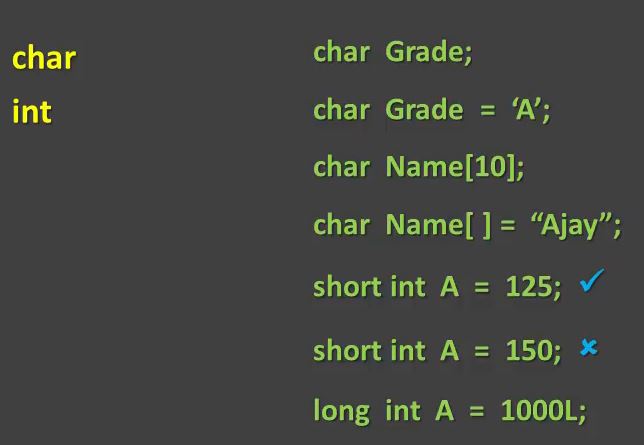 char
int
char Grade;
char Grade = ‘A’;
char Name[10];
char Name[ ] = “Ajay”;
short int A = 125; ✓
short int A = 150; ✘
long int A = 1000L;